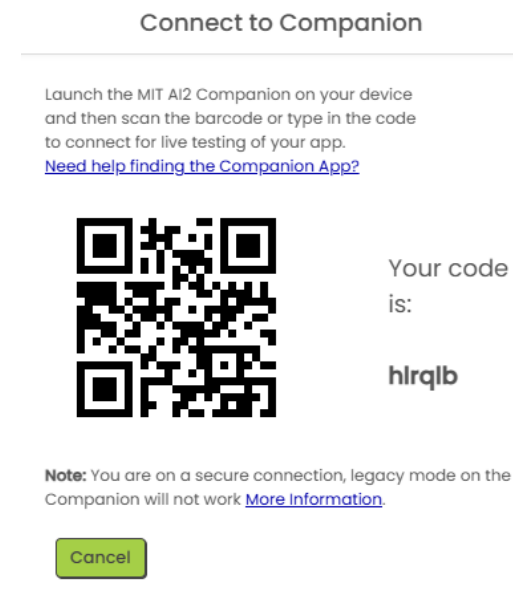 Connect to Companion
Launch the MIT AI2 Companion on your device
and then scan the barcode or type in the code
to connect for live testing of your app.
Need help finding the Companion App?
Your code
is:
hlrqlb
Note: You are on a secure connection, legacy mode on the
Companion will not work More Information.
Cancel